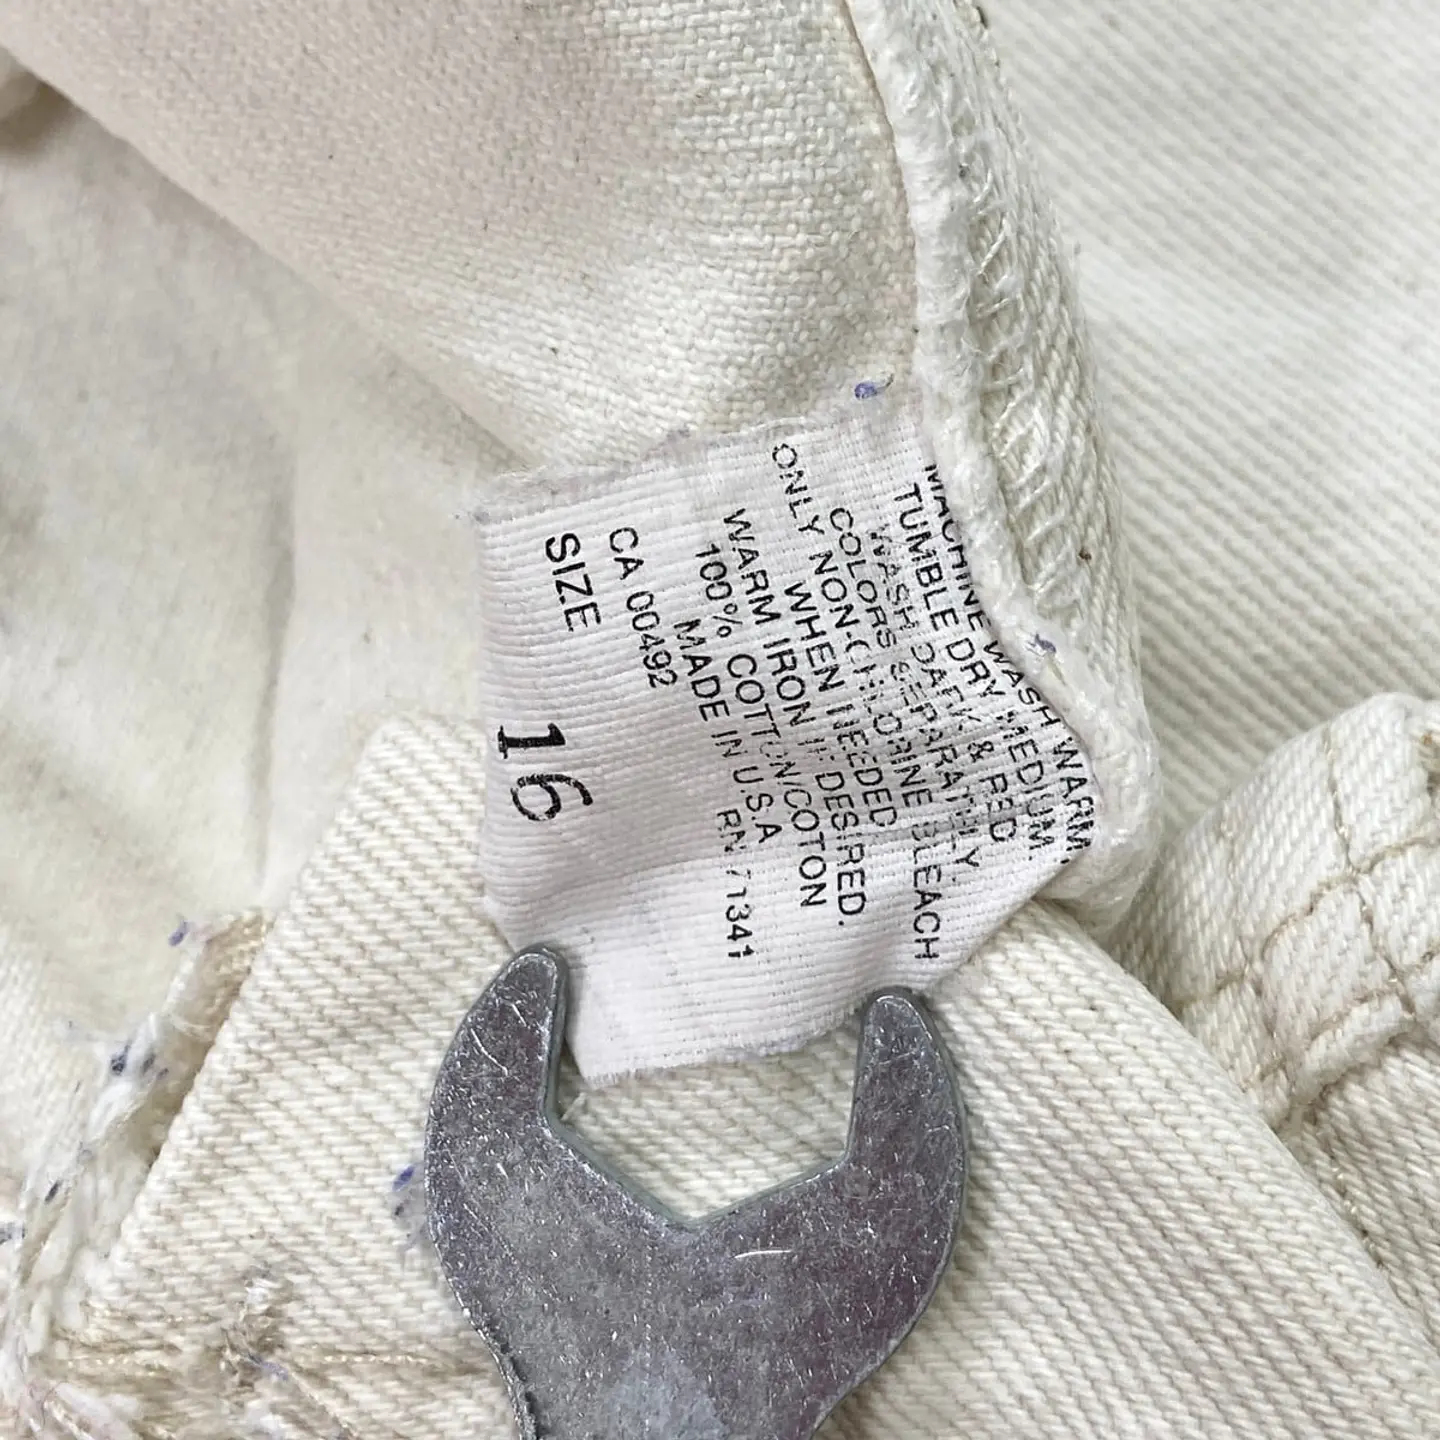 MACHINE WASH WARM.
TUMBLE DRY MEDIUM.
WASH DARK & RED
COLORS SEPARATELY.
ONLY NON-CHLORINE BLEACH
WHEN NEEDED
WARM IRON IF DESIRED.
100% COTTON/COTON
MADE IN U.S.A
CA 00492 RN 71341
SIZE 16